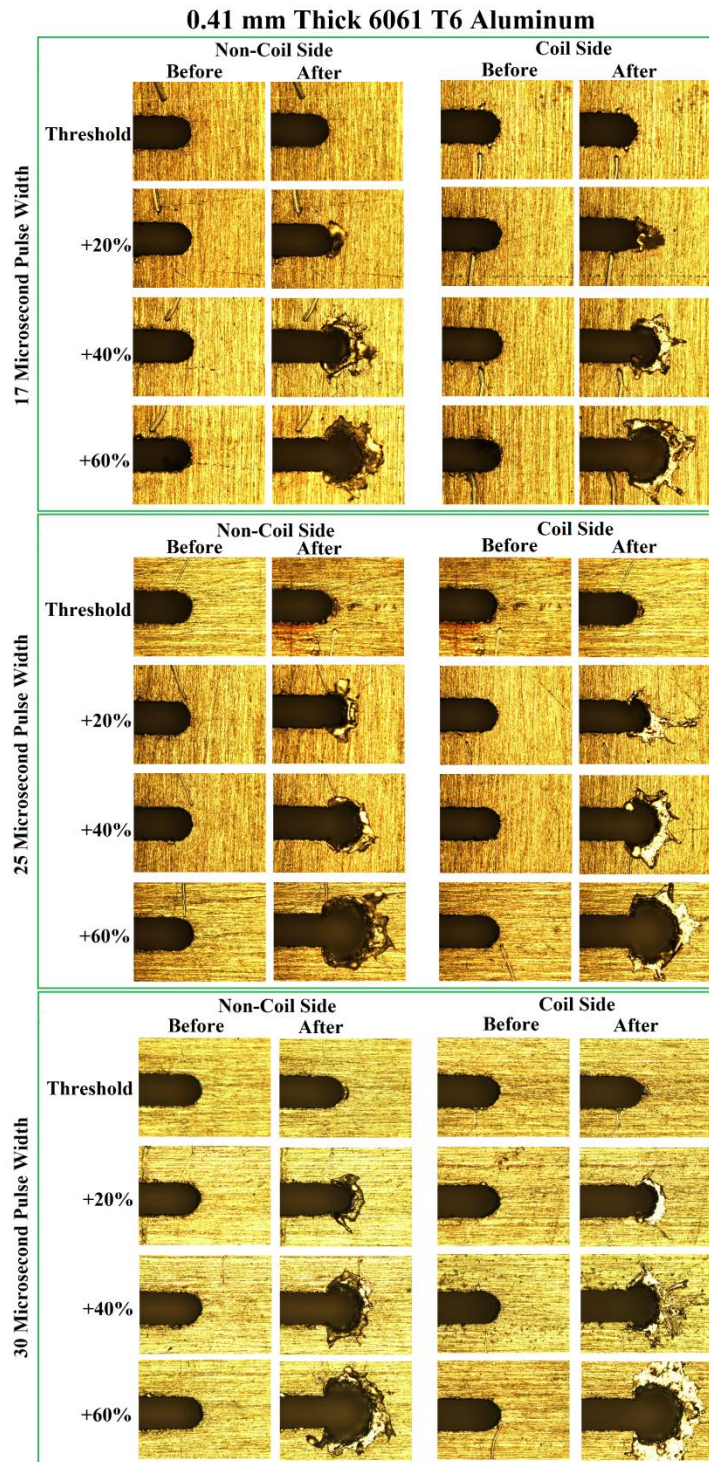 0.41 mm Thick 6061 T6 Aluminum
17 Microsecond Pulse Width
Non-Coil Side
Coil Side
Before
After
Before
After
Threshold
+20%
+40%
+60%
25 Microsecond Pulse Width
Non-Coil Side
Coil Side
Before
After
Before
After
Threshold
+20%
+40%
+60%
30 Microsecond Pulse Width
Non-Coil Side
Coil Side
Before
After
Before
After
Threshold
+20%
+40%
+60%